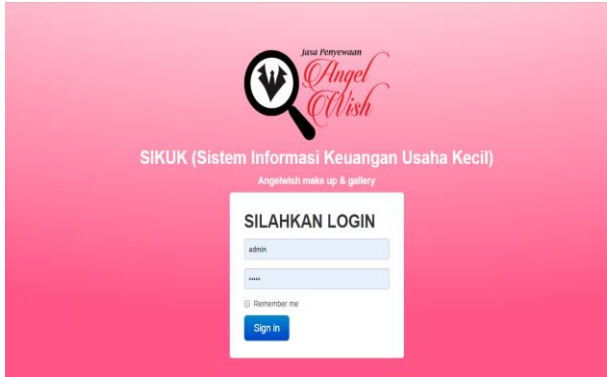 Jasa Penyewaan
Angel
Wish
SIKUK (Sistem Informasi Keuangan Usaha Kecil)
Angelwish make up & gallery
SILAHKAN LOGIN
admin
•••••
Remember me
Sign in